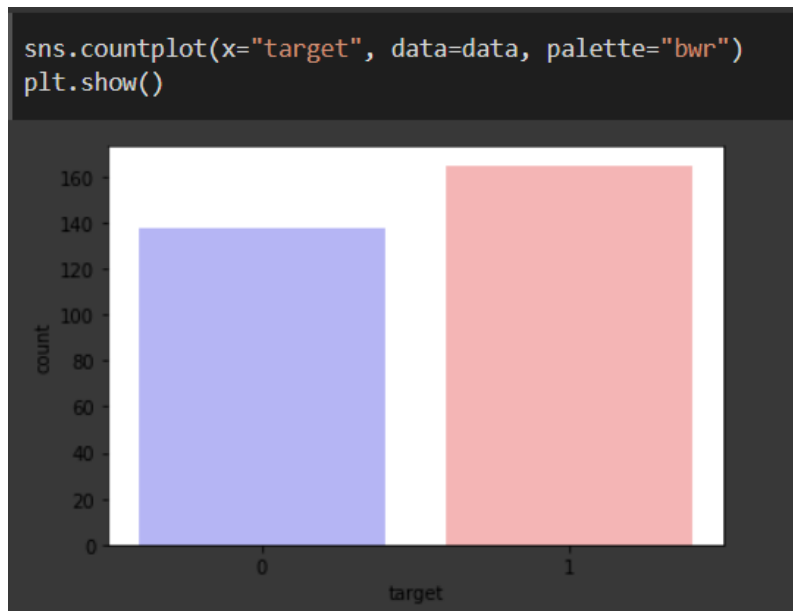 sns.countplot(x="target", data=data, palette="bwr")
plt.show()
160
140
120
100
80
60
40
20
0
count
0
1
target